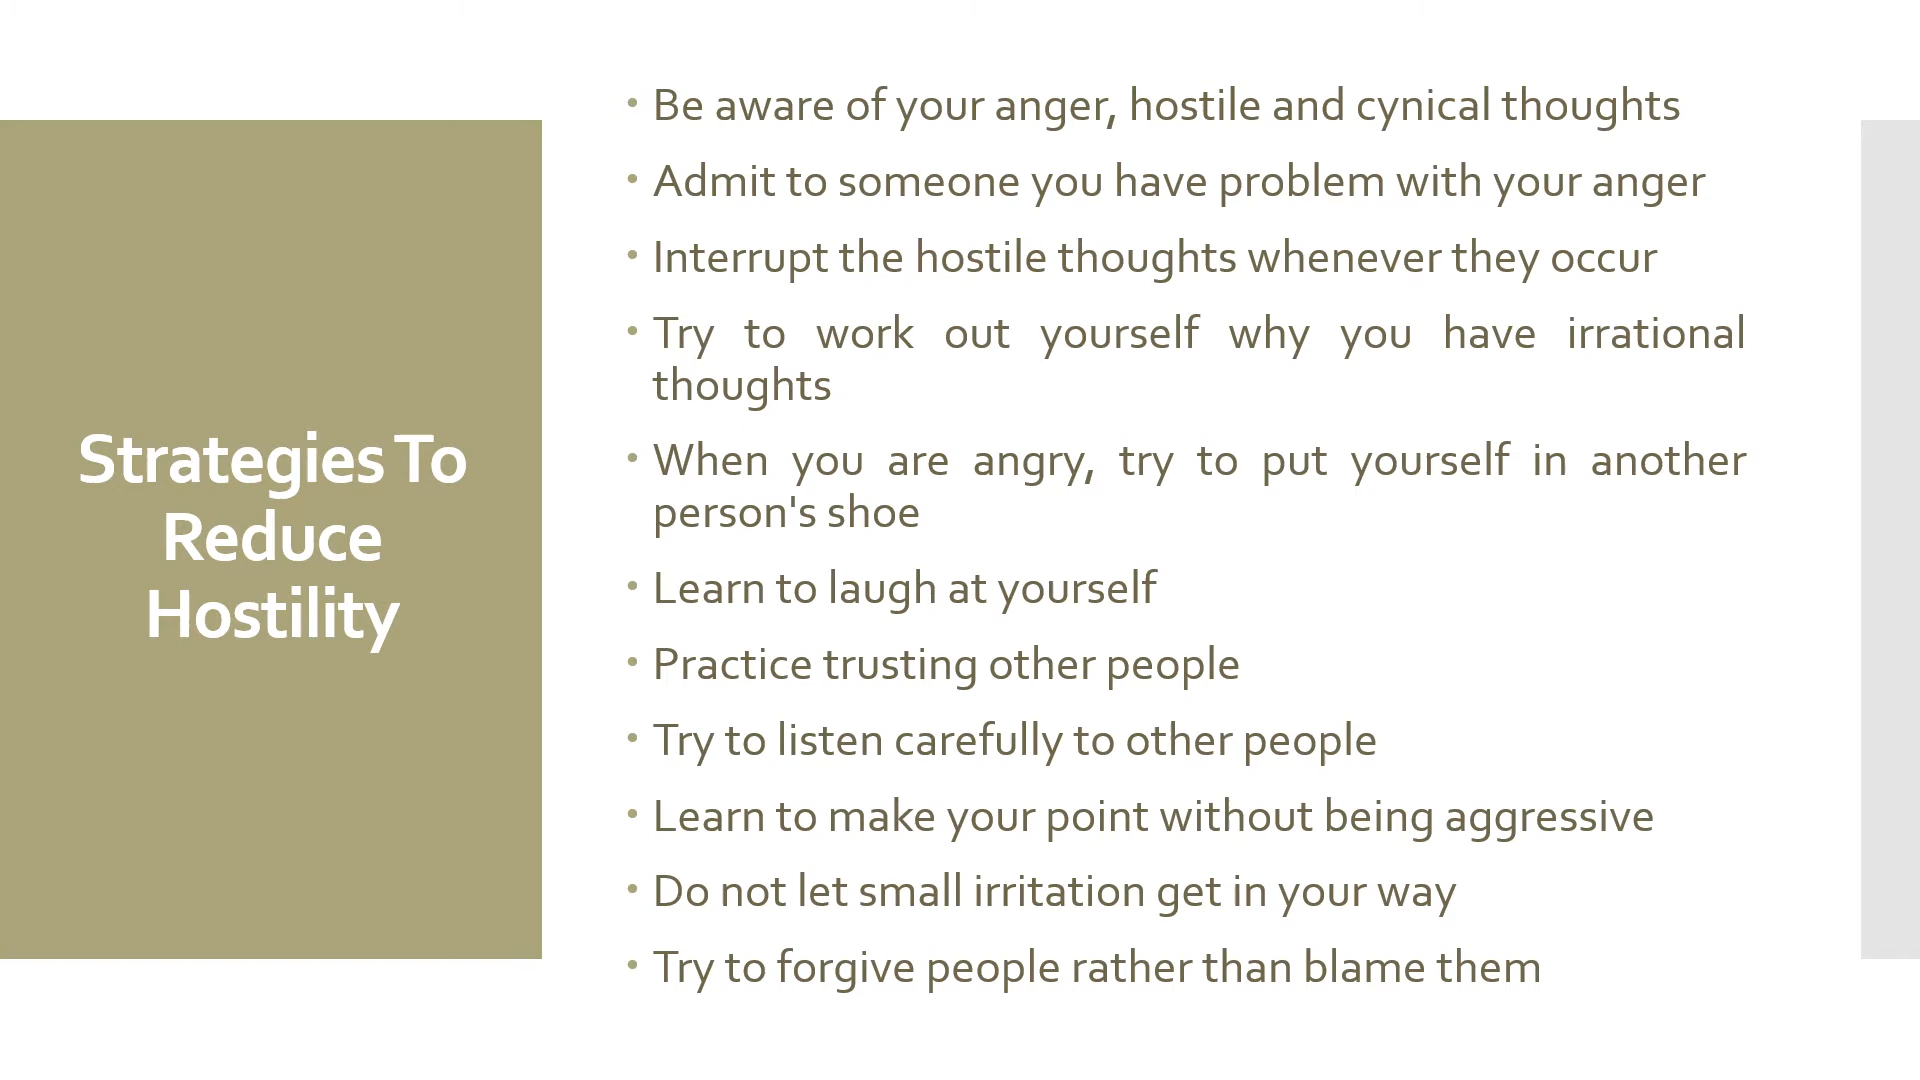 Strategies To
Reduce
Hostility
• Be aware of your anger, hostile and cynical thoughts
• Admit to someone you have problem with your anger
• Interrupt the hostile thoughts whenever they occur
• Try to work out yourself why you have irrational
thoughts
• When you are angry, try to put yourself in another
person's shoe
• Learn to laugh at yourself
• Practice trusting other people
• Try to listen carefully to other people
• Learn to make your point without being aggressive
• Do not let small irritation get in your way
• Try to forgive people rather than blame them